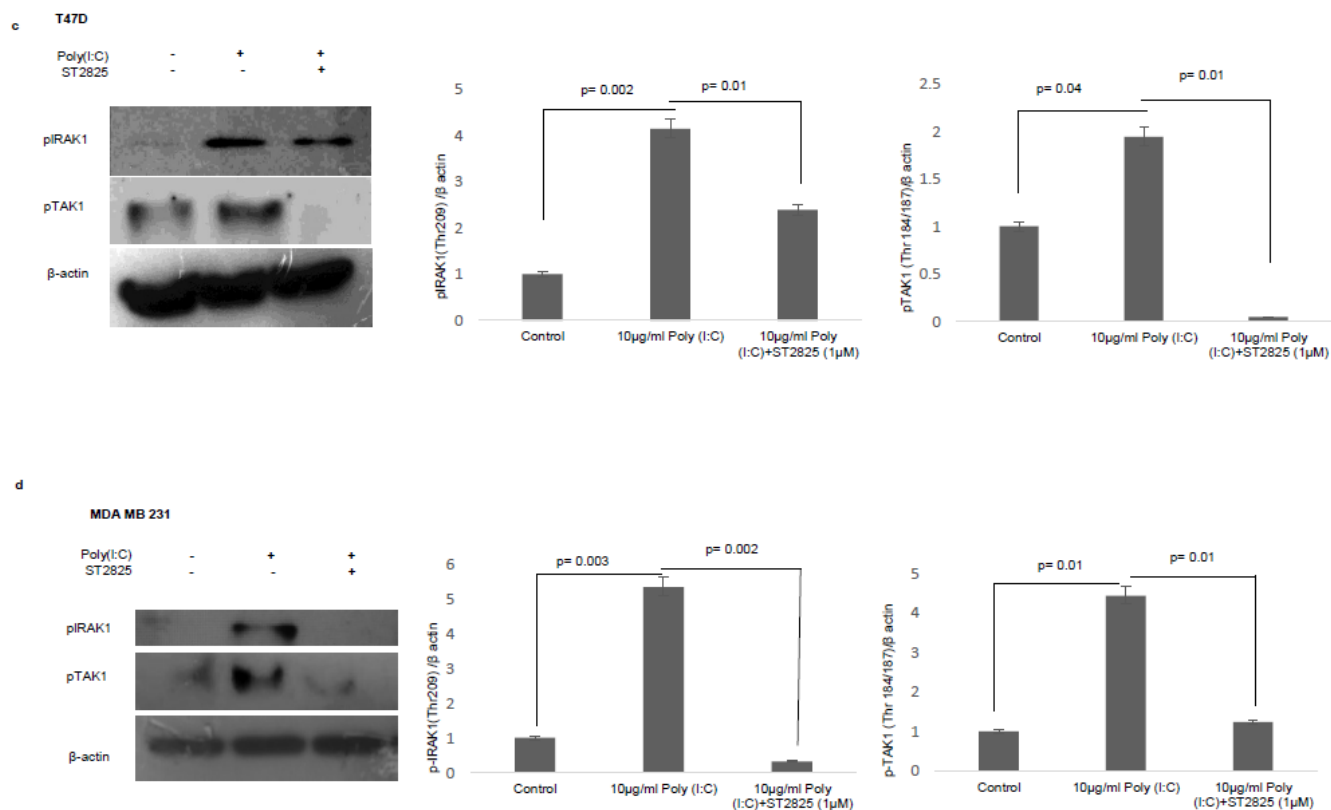 c
T47D
Poly(I:C) - + +
ST2825 - - +
pIRAK1
pTAK1
β-actin
pIRAK1(Thr209) /β actin
5
4
3
2
1
0
p= 0.002
p= 0.01
Control
10µg/ml Poly (I:C)
10µg/ml Poly
(I:C)+ST2825 (1µM)
pTAK1 (Thr 184/187)/β actin
2.5
2
1.5
1
0.5
0
p= 0.04
p= 0.01
Control
10µg/ml Poly (I:C)
10µg/ml Poly
(I:C)+ST2825 (1µM)
d
MDA MB 231
Poly(I:C) - + +
ST2825 - - +
pIRAK1
pTAK1
β-actin
p-IRAK1(Thr209) /β actin
6
5
4
3
2
1
0
p= 0.003
p= 0.002
Control
10µg/ml Poly (I:C)
10µg/ml Poly
(I:C)+ST2825 (1µM)
p-TAK1 (Thr 184/187)/β actin
5
4
3
2
1
0
p= 0.01
p= 0.01
Control
10µg/ml Poly (I:C)
10µg/ml Poly
(I:C)+ST2825 (1µM)